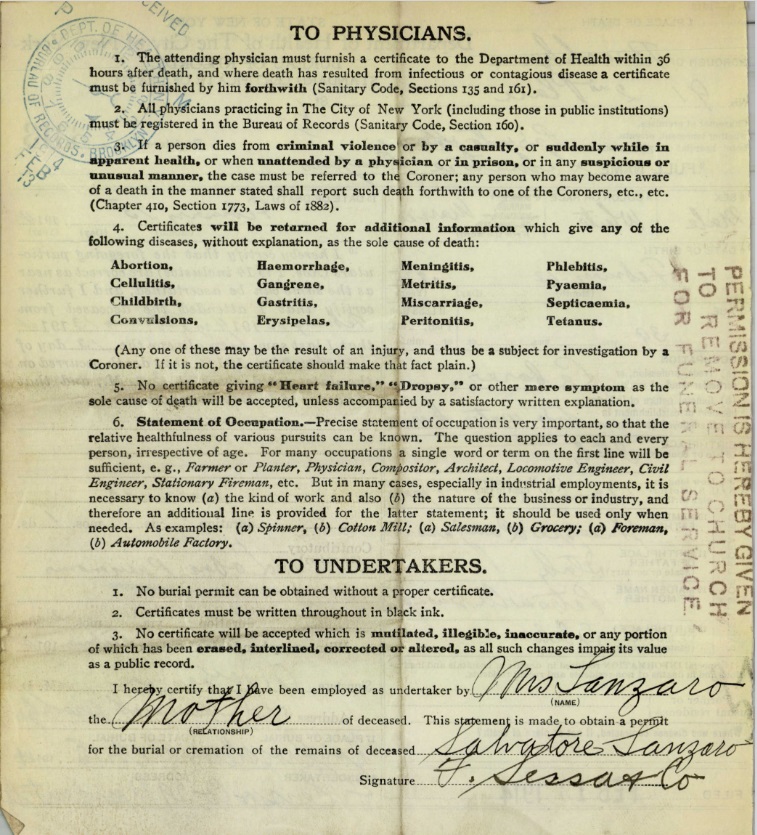 RECEIVED
DEPT. OF HEALTH
BUREAU OF RECORDS
FEB
TO PHYSICIANS.
1. The attending physician must furnish a certificate to the Department of Health within 36
hours after death, and where death has resulted from infectious or contagious disease a certificate
must be furnished by him forthwith (Sanitary Code, Sections 135 and 161).
2. All physicians practicing in The City of New York (including those in public institutions)
must be registered in the Bureau of Records (Sanitary Code, Section 160).
3. If a person dies from criminal violence or by a casualty, or suddenly while in
apparent health, or when unattended by a physician or in prison, or in any suspicious or
unusual manner, the case must be referred to the Coroner; any person who may become aware
of a death in the manner stated shall report such death forthwith to one of the Coroners, etc., etc.
(Chapter 410, Section 1773, Laws of 1882).
4. Certificates will be returned for additional information which give any of the
following diseases, without explanation, as the sole cause of death:
Abortion, Haemorrhage, Meningitis, Phlebitis,
Cellulitis, Gangrene, Metritis, Pyaemia,
Childbirth, Gastritis, Miscarriage, Septicaemia,
Convulsions, Erysipelas, Peritonitis, Tetanus.
(Any one of these may be the result of an injury, and thus be a subject for investigation by a
Coroner. If it is not, the certificate should make that fact plain.)
5. No certificate giving "Heart failure," "Dropsy," or other mere symptom as the
sole cause of death will be accepted, unless accompanied by a satisfactory written explanation.
6. Statement of Occupation.—Precise statement of occupation is very important, so that the
relative healthfulness of various pursuits can be known. The question applies to each and every
person, irrespective of age. For many occupations a single word or term on the first line will be
sufficient, e. g., Farmer or Planter, Physician, Compositor, Architect, Locomotive Engineer, Civil
Engineer, Stationary Fireman, etc. But in many cases, especially in industrial employments, it is
necessary to know (a) the kind of work and also (b) the nature of the business or industry, and
therefore an additional line is provided for the latter statement; it should be used only when
needed. As examples: (a) Spinner, (b) Cotton Mill; (a) Salesman, (b) Grocery; (a) Foreman,
(b) Automobile Factory.
TO UNDERTAKERS.
1. No burial permit can be obtained without a proper certificate.
2. Certificates must be written throughout in black ink.
3. No certificate will be accepted which is mutilated, illegible, inaccurate, or any portion
of which has been erased, interlined, corrected or altered, as all such changes impair its value
as a public record.
I hereby certify that I have been employed as undertaker by Mrs Lanzaro
(NAME)
the Mother of deceased. This statement is made to obtain a permit
(RELATIONSHIP)
for the burial or cremation of the remains of deceased Salvatore Lanzaro
Signature F. Sessa & Co
PERMISSION IS HEREBY GIVEN
TO REMOVE TO CHURCH
FOR FUNERAL SERVICE.